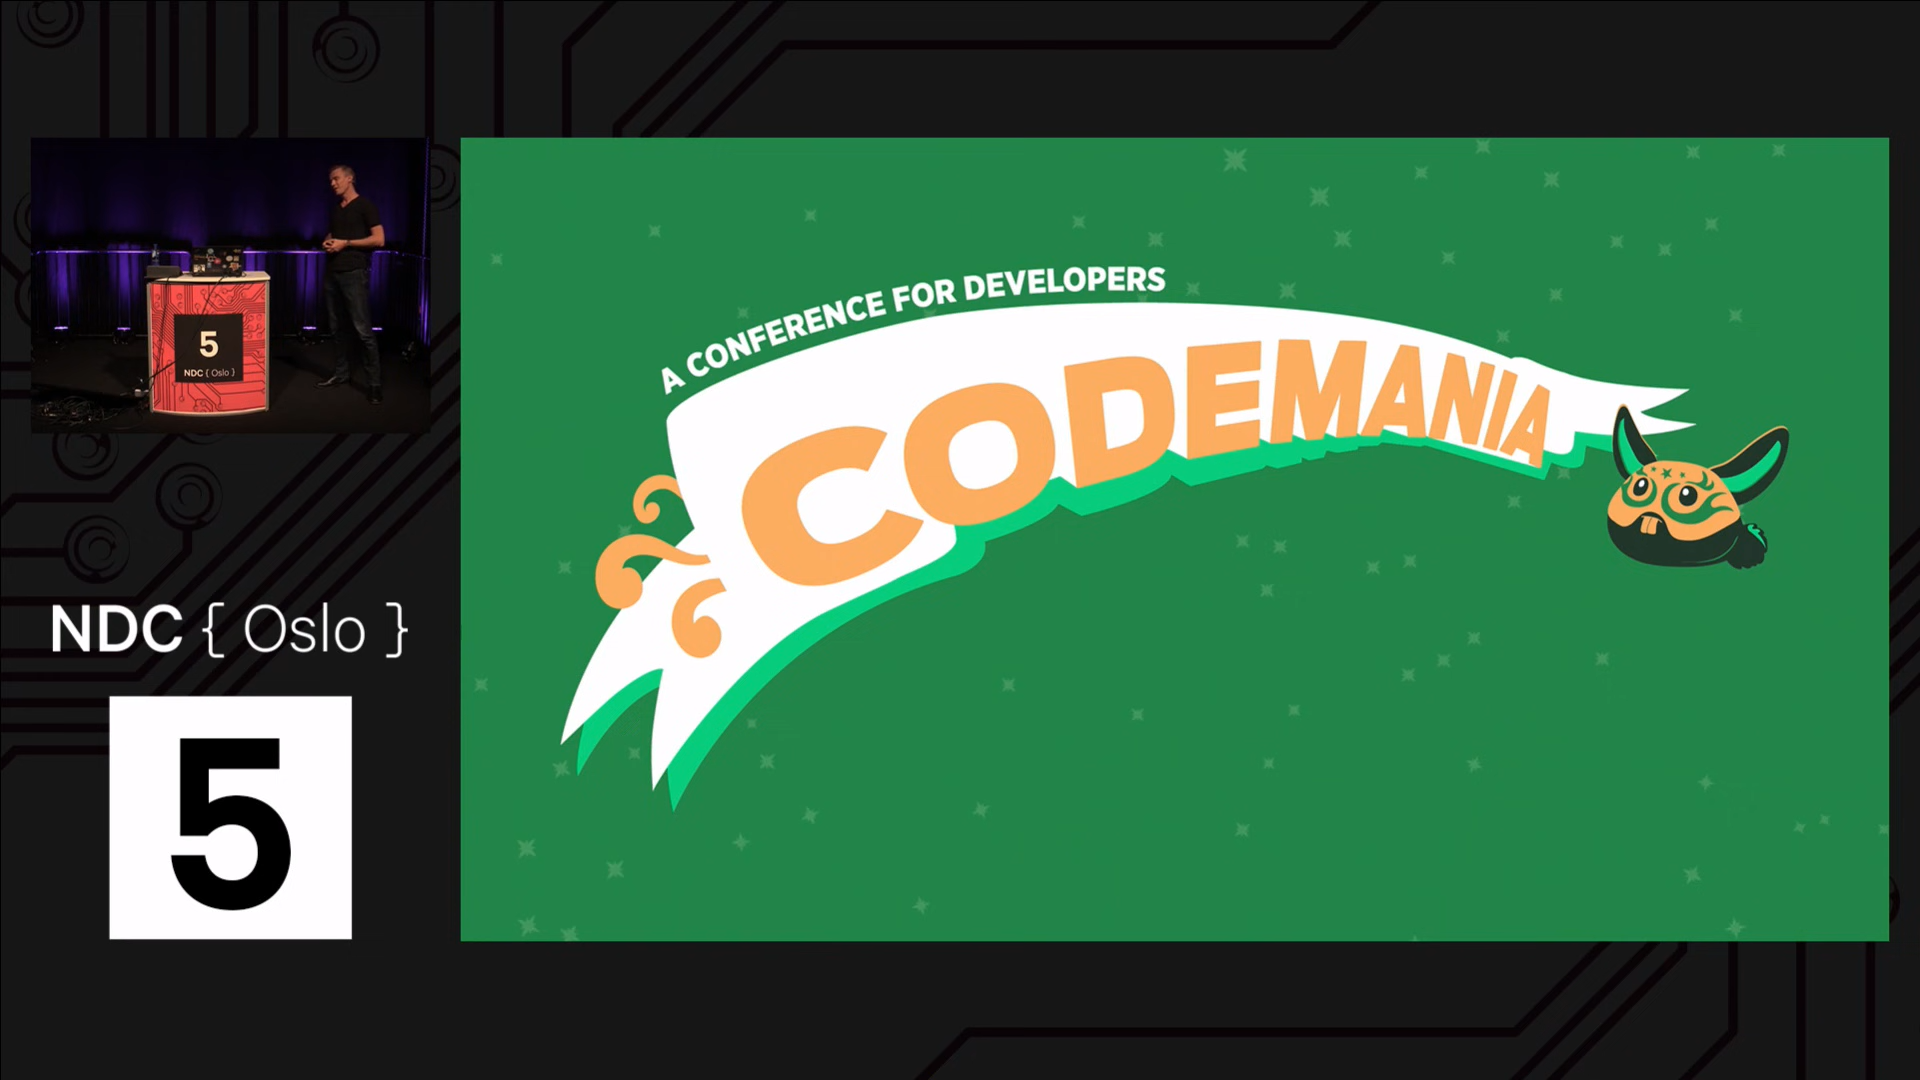 5
NDC { Oslo }
NDC { Oslo }
5
A CONFERENCE FOR DEVELOPERS
CODEMANIA